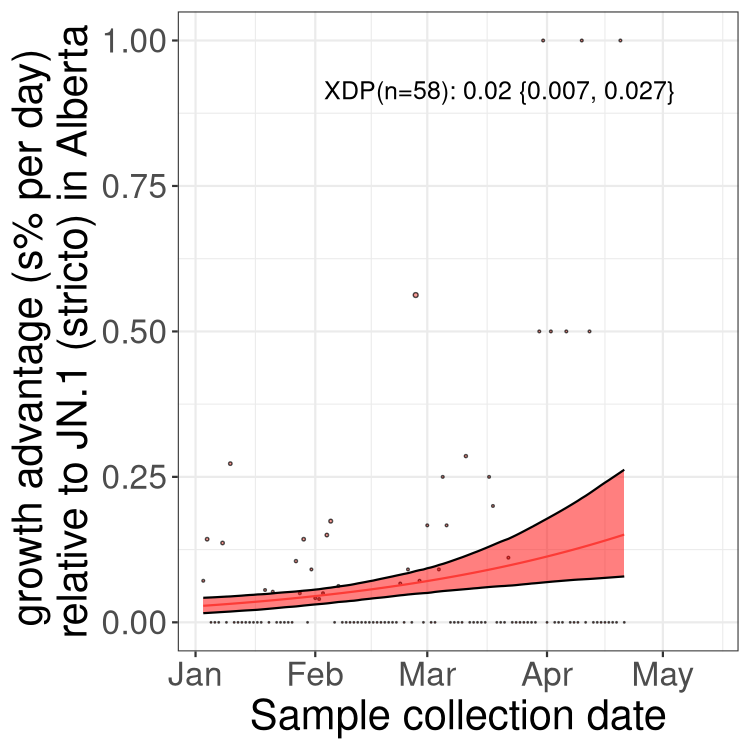 growth advantage (s% per day)
relative to JN.1 (stricto) in Alberta
1.00
0.75
0.50
0.25
0.00
XDP(n=58): 0.02 {0.007, 0.027}
Jan Feb Mar Apr May
Sample collection date